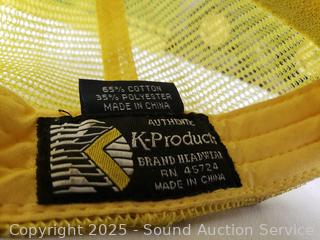 65% COTTON
35% POLYESTER
MADE IN CHINA
AUTHENTIC
K-Products
BRAND HEADWEAR
RN 45724
MADE IN CHINA
Copyright 2025 - Sound Auction Service